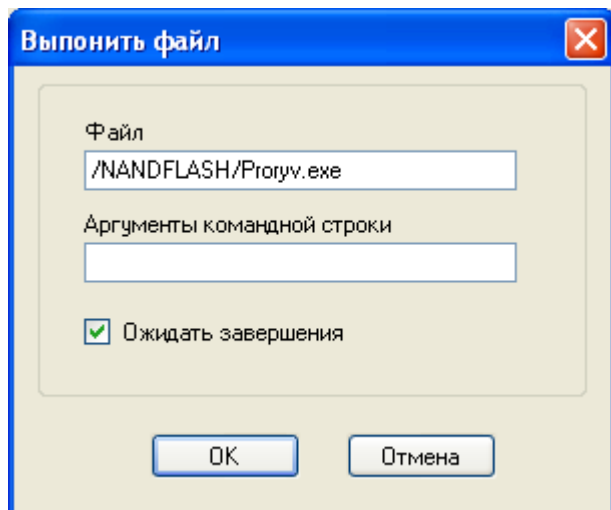 Выпонить файл
Файл
/NANDFLASH/Proryv.exe
Аргументы командной строки
Ожидать завершения
OK
Отмена